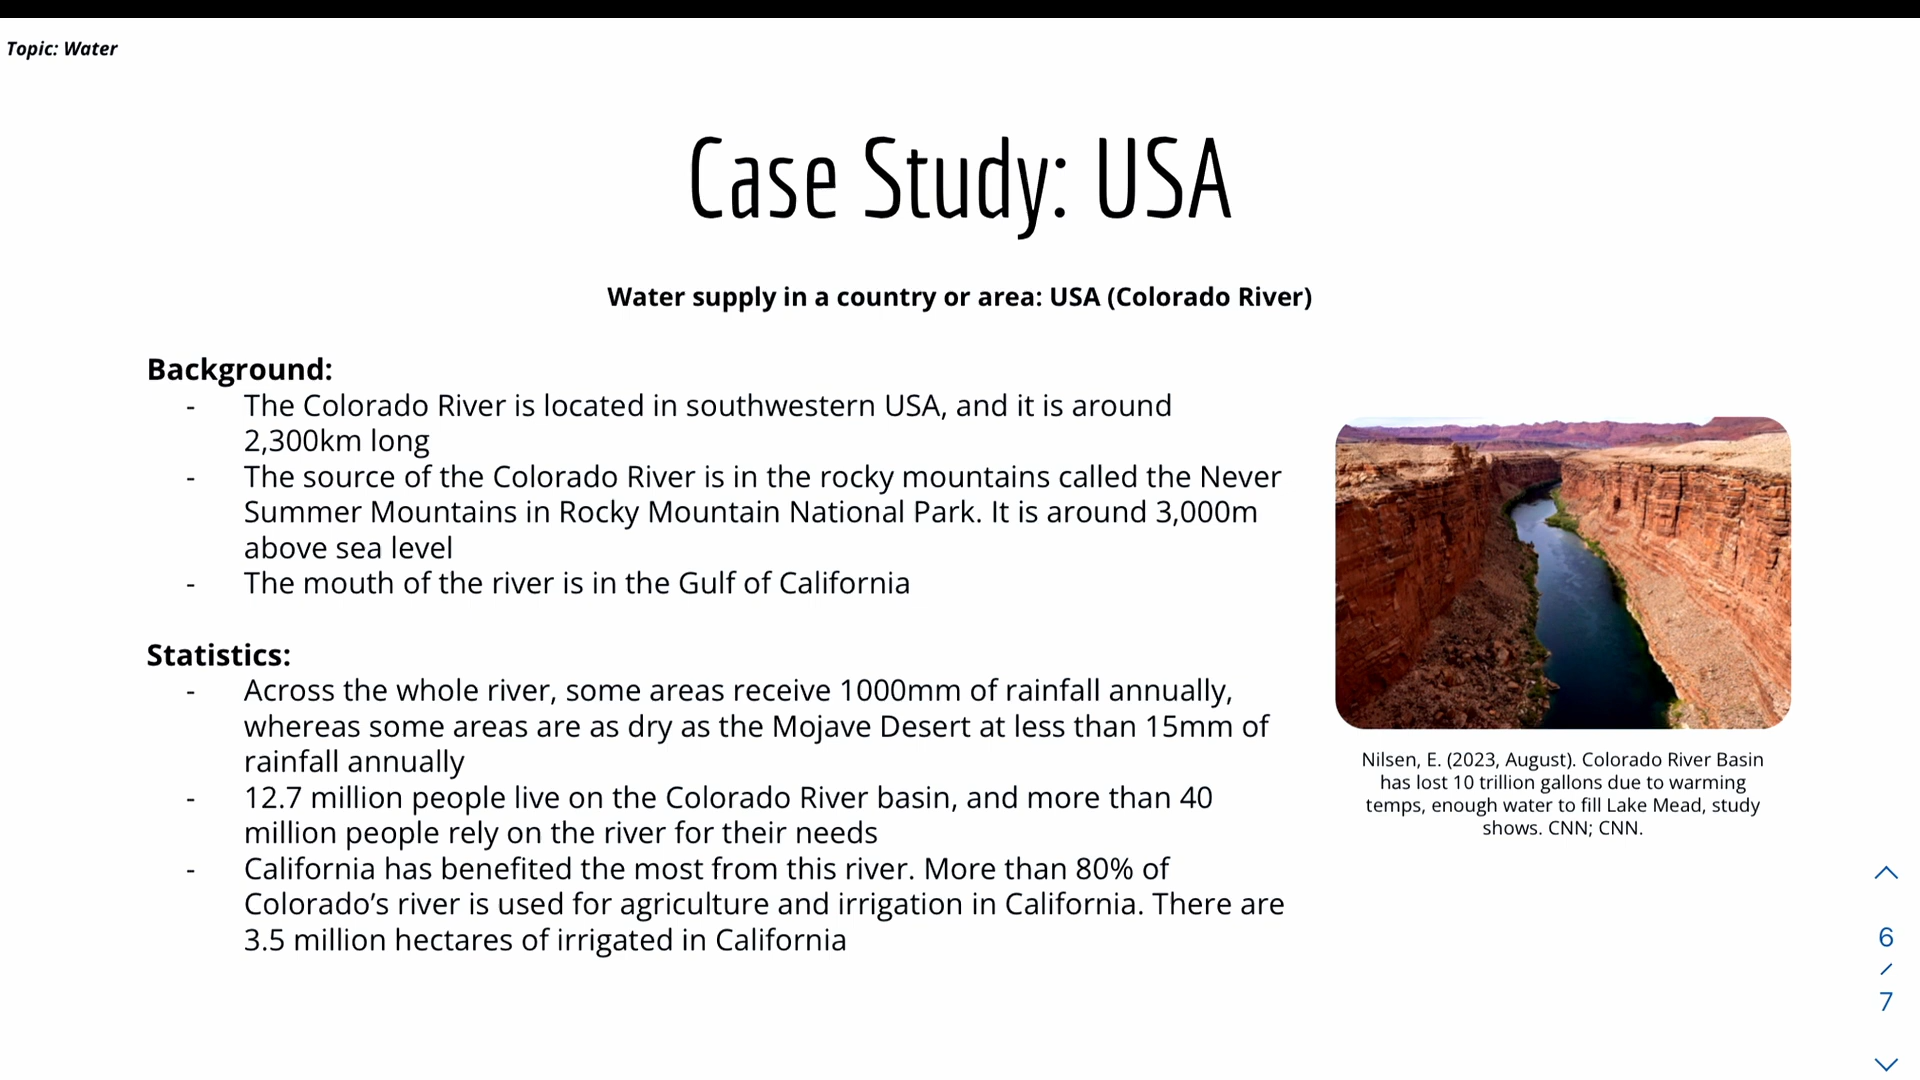 Topic: Water
Case Study: USA
Water supply in a country or area: USA (Colorado River)
Background:
- The Colorado River is located in southwestern USA, and it is around
2,300km long
- The source of the Colorado River is in the rocky mountains called the Never
Summer Mountains in Rocky Mountain National Park. It is around 3,000m
above sea level
- The mouth of the river is in the Gulf of California
Statistics:
- Across the whole river, some areas receive 1000mm of rainfall annually,
whereas some areas are as dry as the Mojave Desert at less than 15mm of
rainfall annually
- 12.7 million people live on the Colorado River basin, and more than 40
million people rely on the river for their needs
- California has benefited the most from this river. More than 80% of
Colorado’s river is used for agriculture and irrigation in California. There are
3.5 million hectares of irrigated in California
Nilsen, E. (2023, August). Colorado River Basin
has lost 10 trillion gallons due to warming
temps, enough water to fill Lake Mead, study
shows. CNN; CNN.
6
/
7